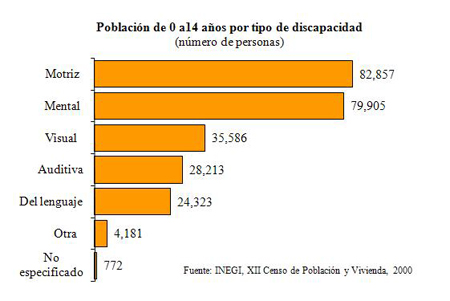 Población de 0 a14 años por tipo de discapacidad
(número de personas)
Motriz 82,857
Mental 79,905
Visual 35,586
Auditiva 28,213
Del lenguaje 24,323
Otra 4,181
No
especificado 772
Fuente: INEGI, XII Censo de Población y Vivienda, 2000